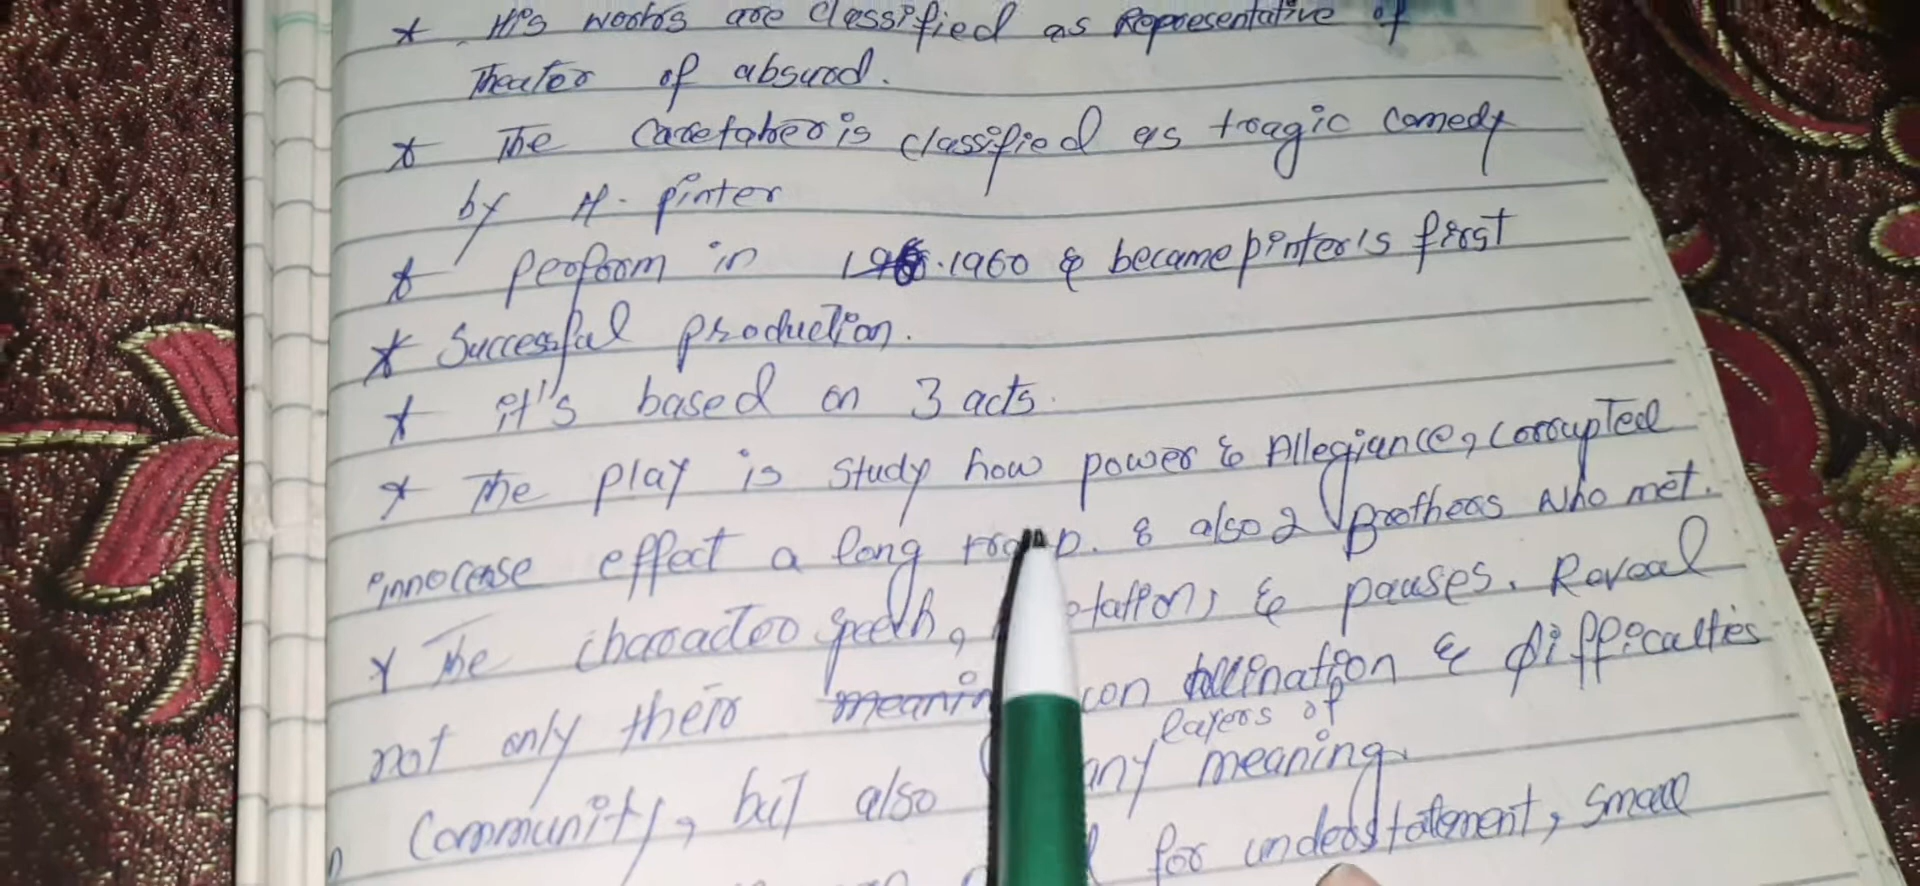 * His works are classified as Representative of
Theater of absurd.
* The Caretaker is classified as tragic comedy
by H. pinter
* perform in 1960 & became pinter's first
* Successful production.
* it's based on 3 acts.
* The play is study how power & Allegiance, corrupted
innocense effect a long & also 2 Brothers who met.
* The character speech, & pauses. Reveal
not only their & difficulties
Community, but also layers of
meaning.
for understatement, small